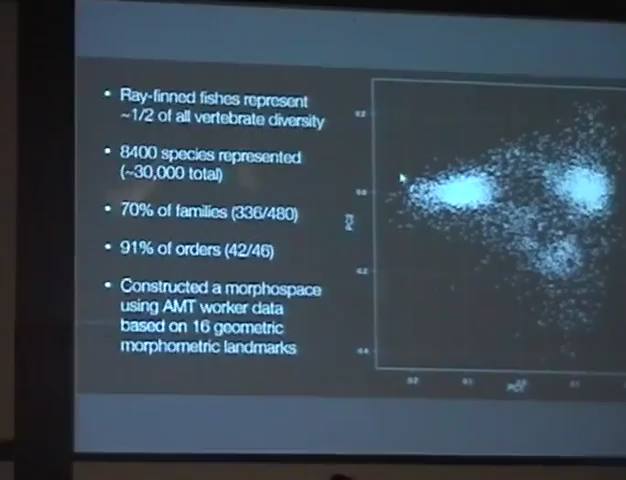 • Ray-finned fishes represent
~1/2 of all vertebrate diversity
• 8400 species represented
(~30,000 total)
• 70% of families (336/480)
• 91% of orders (42/46)
• Constructed a morphospace
using AMT worker data
based on 16 geometric
morphometric landmarks